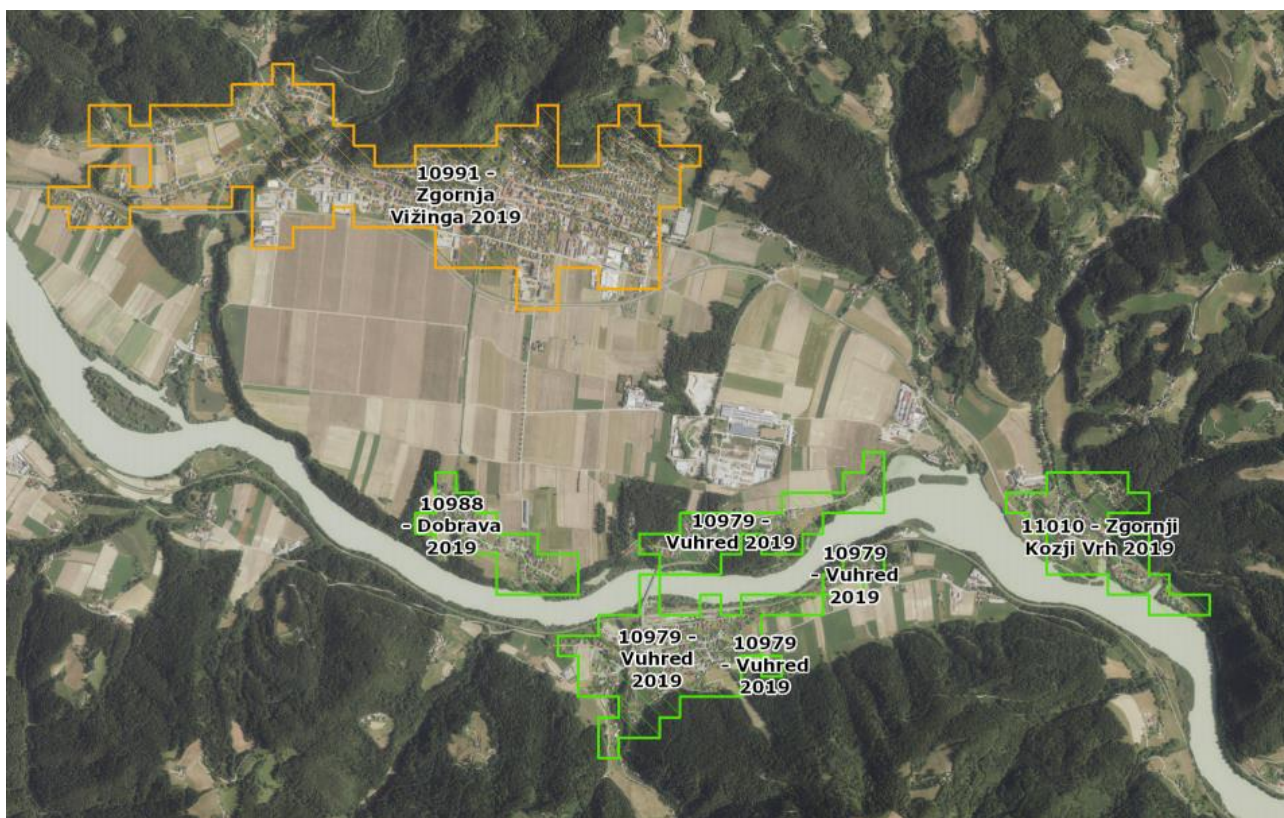 10991 -
Zgornja
Vižinga 2019
10988
- Dobrava
2019
10979 -
Vuhred 2019
10979
- Vuhred
2019
11010 - Zgornji
Kozji Vrh 2019
10979 -
Vuhred
2019
10979
- Vuhred
2019